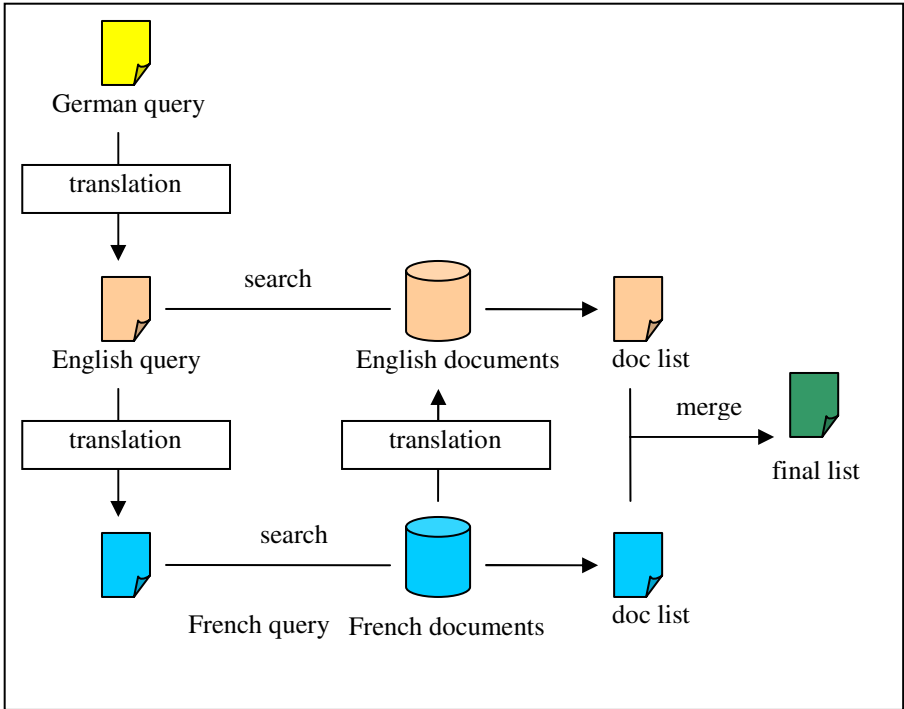 German query
translation
search
English query
English documents
doc list
merge
translation
translation
final list
search
French query
French documents
doc list